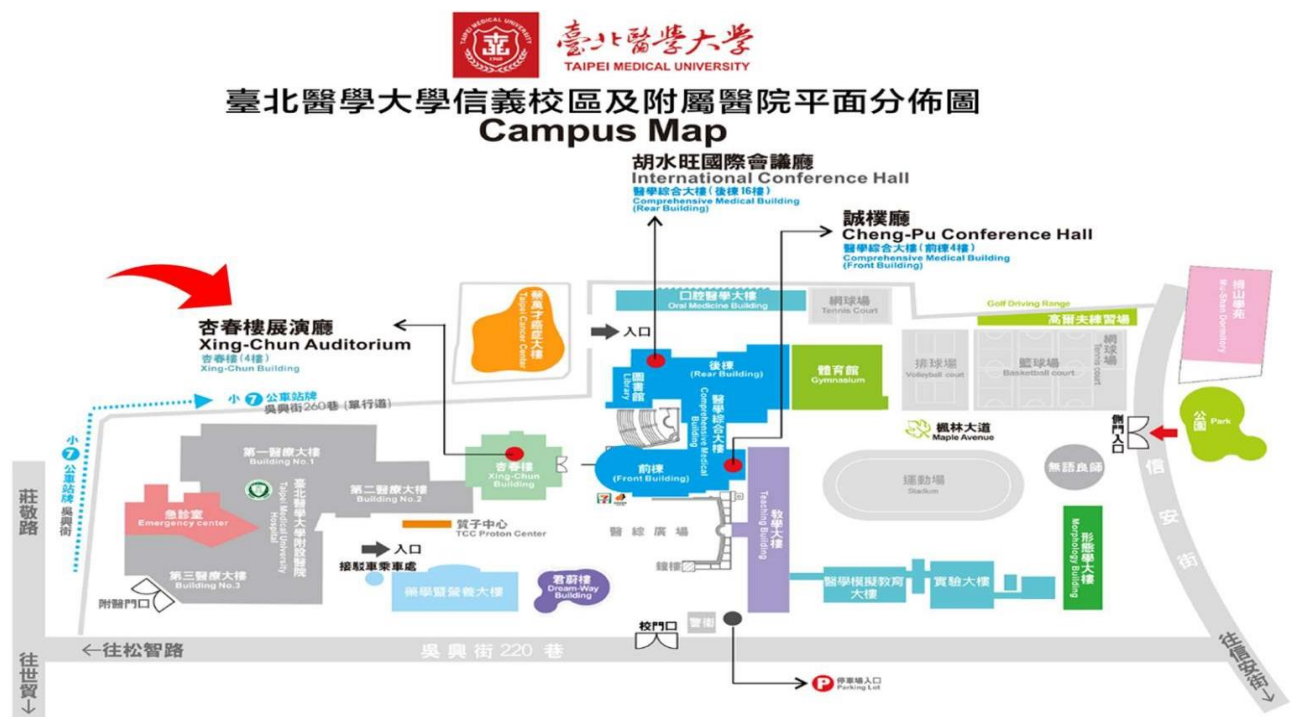 臺北醫學大學
TAIPEI MEDICAL UNIVERSITY
臺北醫學大學信義校區及附屬醫院平面分佈圖
Campus Map
胡水旺國際會議廳
International Conference Hall
醫學綜合大樓(後棟16樓)
Comprehensive Medical Building
(Rear Building)
誠樸廳
Cheng-Pu Conference Hall
醫學綜合大樓(前棟4樓)
Comprehensive Medical Building
(Front Building)
杏春樓展演廳
Xing-Chun Auditorium
杏春樓(4樓)
Xing-Chun Building
小7公車站牌
吳興街260巷(單行道)
小7公車站牌 吳興街
蔡萬才癌症大樓
Taipei Cancer Center
入口
口腔醫學大樓
Oral Medicine Building
網球場
Tennis Court
Golf Driving Range
高爾夫練習場
拇山學苑
Mu-Shan Dormitory
圖書館
Library
後棟
(Rear Building)
醫學綜合大樓
Comprehensive Medical
Building
體育館
Gymnasium
排球場
Volleyball court
籃球場
Basketball court
網球場
Tennis court
公園
Park
側門入口
楓林大道
Maple Avenue
第一醫療大樓
Building No.1
第二醫療大樓
Building No.2
臺北醫學大學附設醫院
Taipei Medical University
Hospital
急診室
Emergency center
第三醫療大樓
Building No.3
附醫門口
杏春樓
Xing-Chun
Building
前棟
(Front Building)
運動場
Stadium
無語良師
質子中心
TCC Proton Center
入口
接駁車乘車處
藥學暨營養大樓
君蔚樓
Dream-Way
Building
醫綜廣場
鐘樓
教學大樓
Teaching Building
醫學模擬教育
大樓
實驗大樓
形態學大樓
Morphology Building
校門口
警衛
莊敬路
往世貿↓
←往松智路
吳興街220巷
信安街
往信安街↓
P
停車場入口
Parking Lot